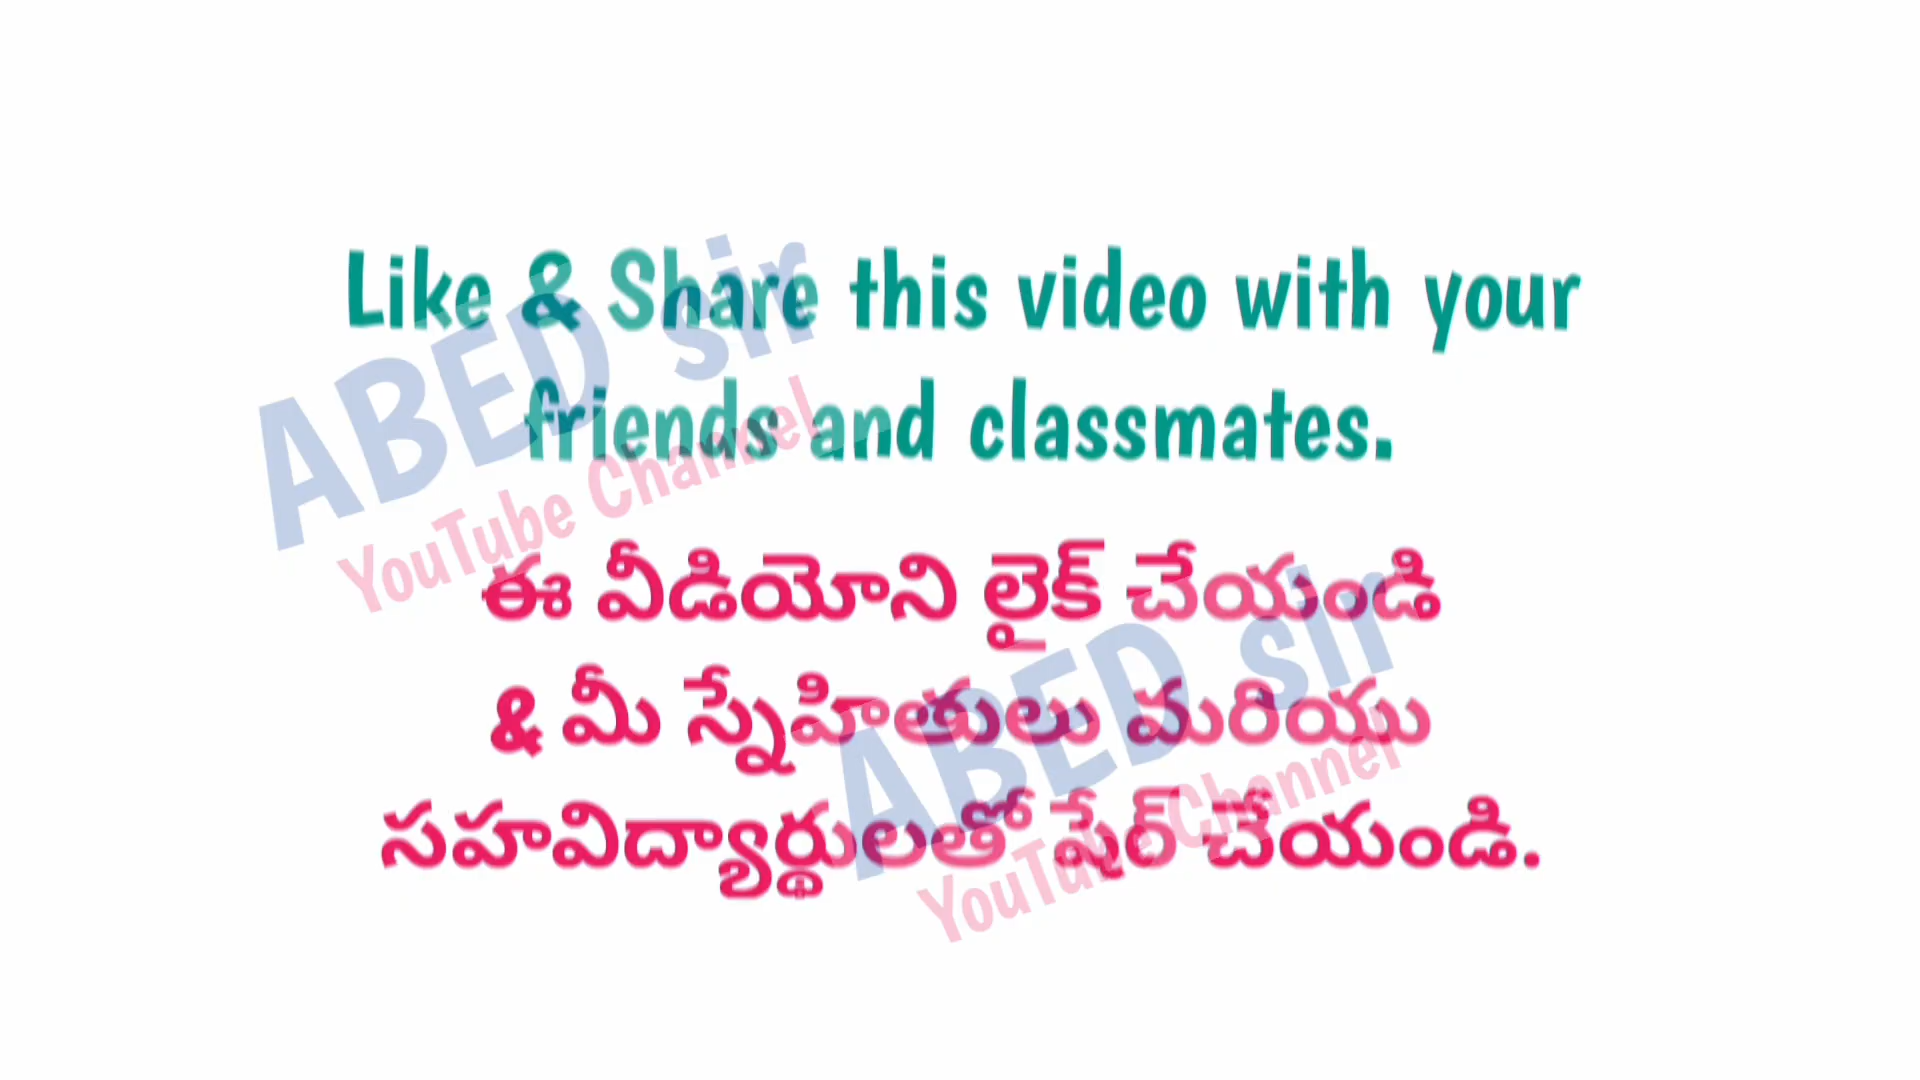 Like & Share this video with your
friends and classmates.
ఈ వీడియోని లైక్ చేయండి
& మీ స్నేహితులు మరియు
సహవిద్యార్థులతో షేర్ చేయండి.
ABED sir
YouTube Channel
ABED sir
YouTube Channel